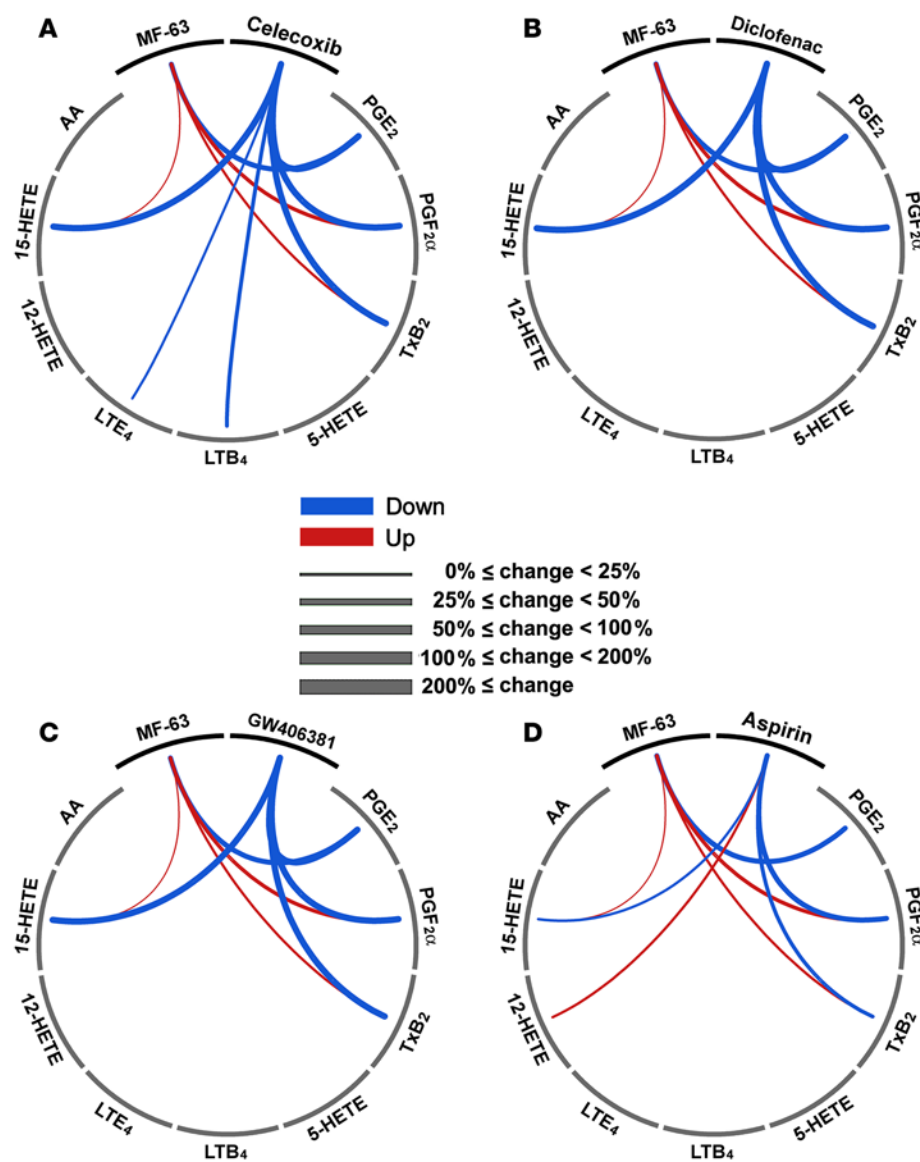 A
MF-63
Celecoxib
AA
PGE₂
15-HETE
PGF₂α
12-HETE
TxB₂
LTE₄
5-HETE
LTB₄
B
MF-63
Diclofenac
AA
PGE₂
15-HETE
PGF₂α
12-HETE
TxB₂
LTE₄
5-HETE
LTB₄
Down
Up
0% ≤ change < 25%
25% ≤ change < 50%
50% ≤ change < 100%
100% ≤ change < 200%
200% ≤ change
C
MF-63
GW406381
AA
PGE₂
15-HETE
PGF₂α
12-HETE
TxB₂
LTE₄
5-HETE
LTB₄
D
MF-63
Aspirin
AA
PGE₂
15-HETE
PGF₂α
12-HETE
TxB₂
LTE₄
5-HETE
LTB₄